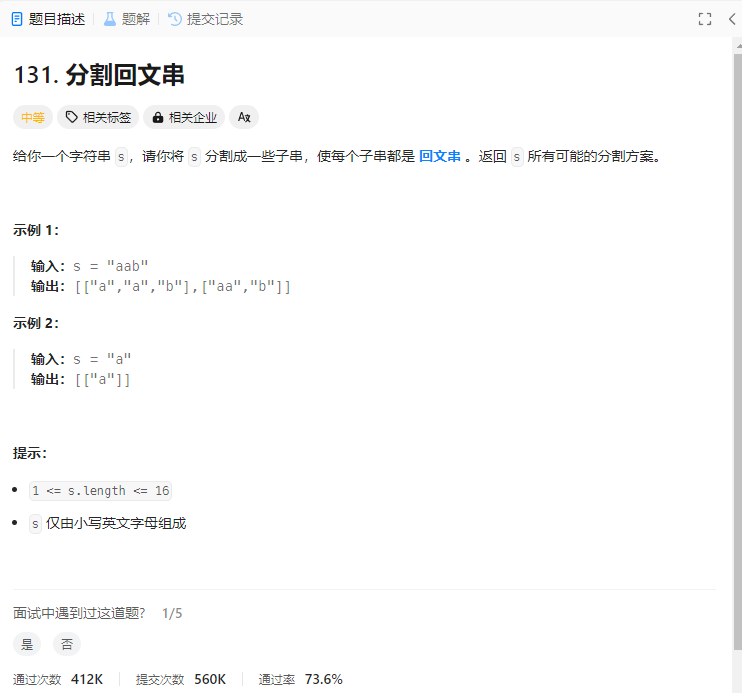 题目描述 题解 提交记录
131. 分割回文串
中等 相关标签 相关企业 Ax
给你一个字符串 s，请你将 s 分割成一些子串，使每个子串都是 回文串 。返回 s 所有可能的分割方案。
示例 1：
输入：s = "aab"
输出：[["a","a","b"],["aa","b"]]
示例 2：
输入：s = "a"
输出：[["a"]]
提示：
1 <= s.length <= 16
s 仅由小写英文字母组成
面试中遇到过这道题? 1/5
是 否
通过次数 412K 提交次数 560K 通过率 73.6%